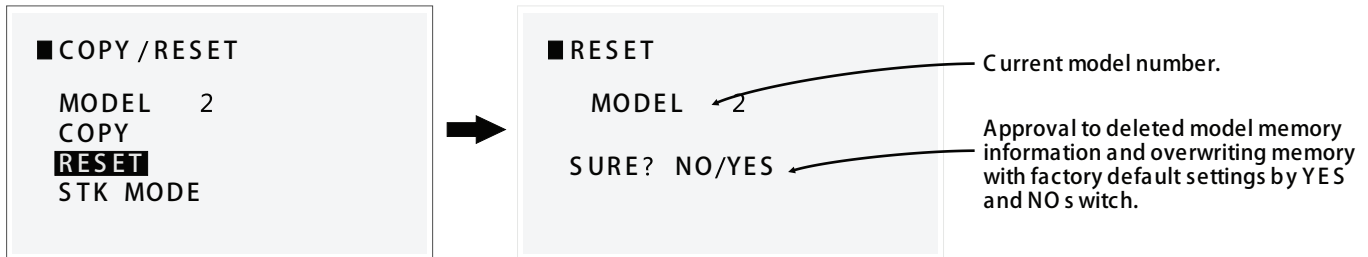 ■COPY/RESET
MODEL 2
COPY
RESET
STK MODE
■RESET
MODEL 2
SURE? NO/YES
Current model number.
Approval to deleted model memory
information and overwriting memory
with factory default settings by YES
and NO switch.